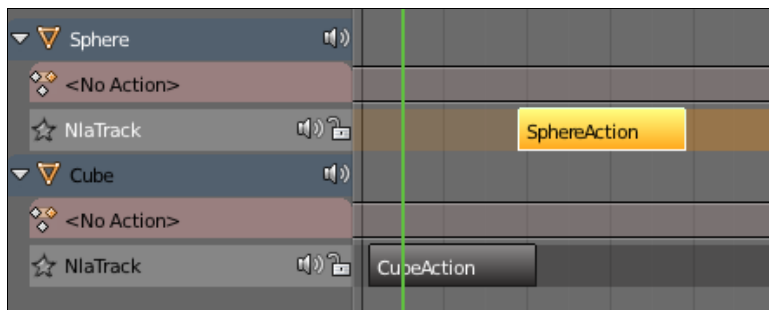 Sphere
<No Action>
NlaTrack
SphereAction
Cube
<No Action>
NlaTrack
CubeAction